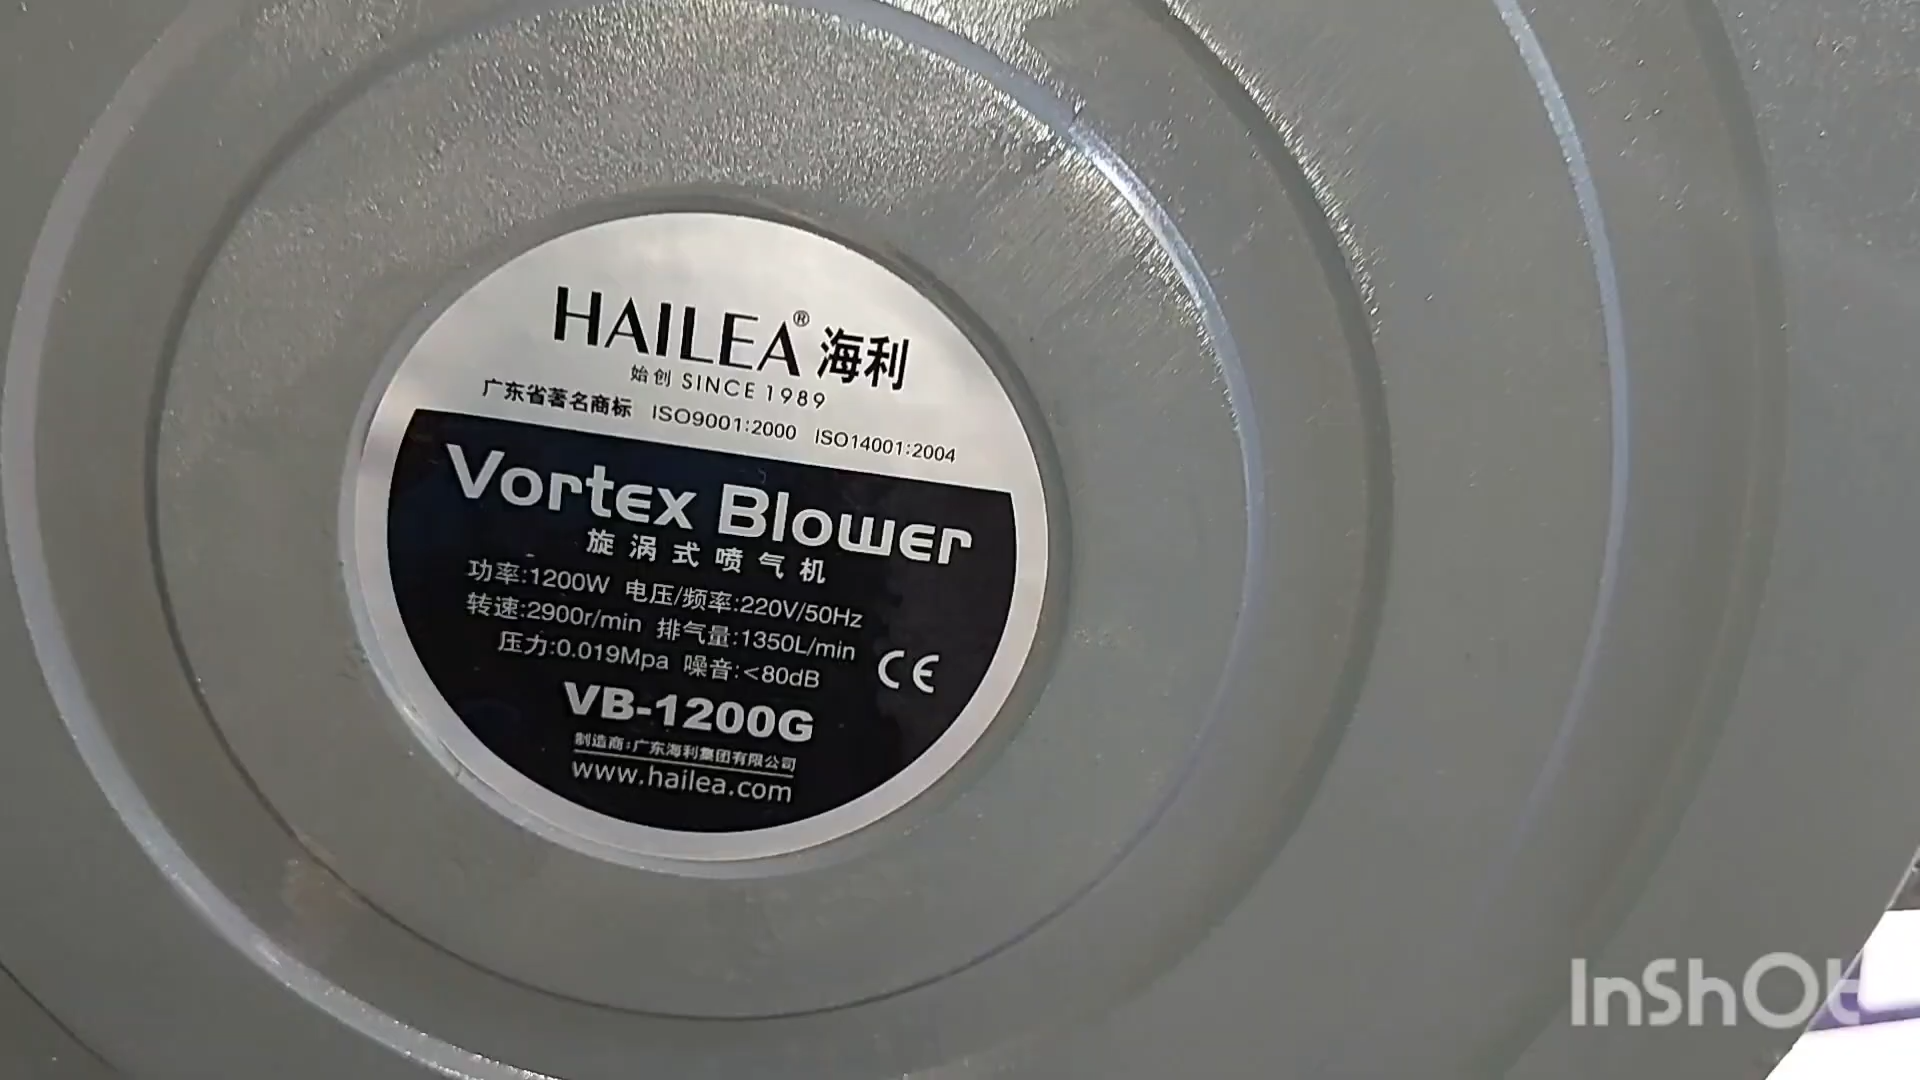 HAILEA® 海利
始创 SINCE 1989
广东省著名商标 ISO9001:2000 ISO14001:2004
Vortex Blower
旋涡式喷气机
功率:1200W 电压/频率:220V/50Hz
转速:2900r/min 排气量:1350L/min
压力:0.019Mpa 噪音:<80dB
CE
VB-1200G
制造商:广东海利集团有限公司
www.hailea.com
InShOt